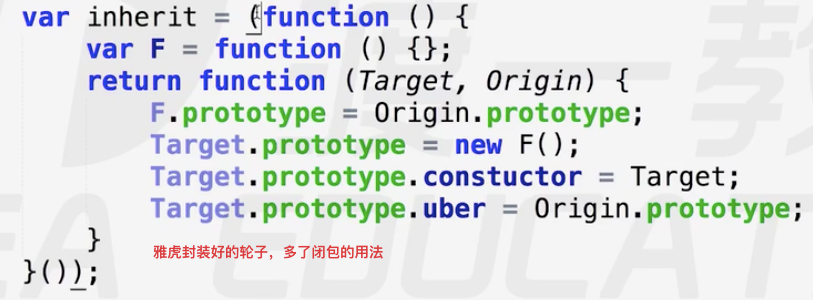 var inherit = (function () {
    var F = function () {};
    return function (Target, Origin) {
        F.prototype = Origin.prototype;
        Target.prototype = new F();
        Target.prototype.constuctor = Target;
        Target.prototype.uber = Origin.prototype;
    }
雅虎封装好的轮子，多了闭包的用法
}());